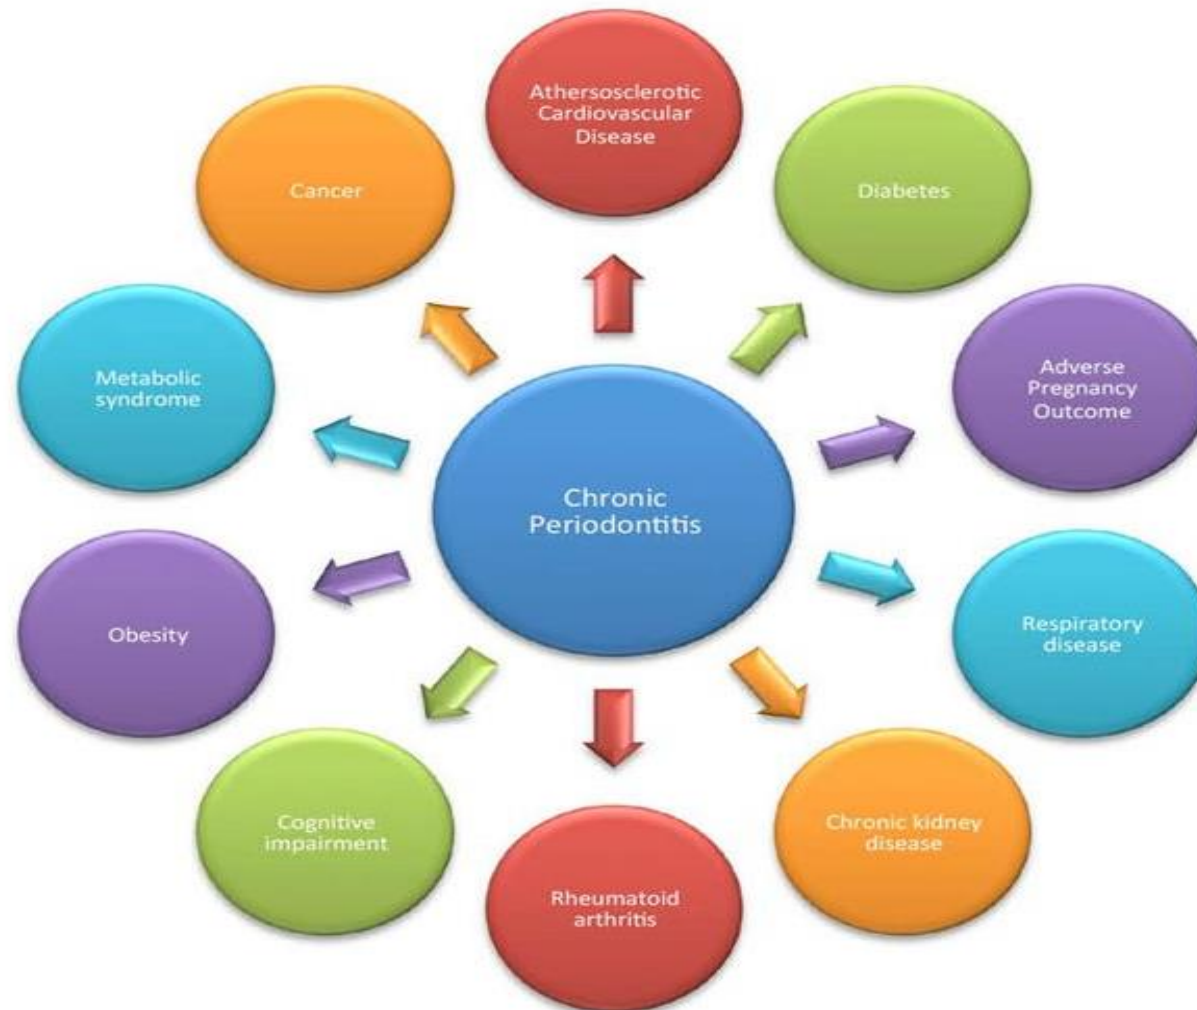 Athersosclerotic
Cardiovascular
Disease
Diabetes
Adverse
Pregnancy
Outcome
Respiratory
disease
Chronic kidney
disease
Rheumatoid
arthritis
Cognitive
impairment
Obesity
Metabolic
syndrome
Cancer
Chronic
Periodontitis